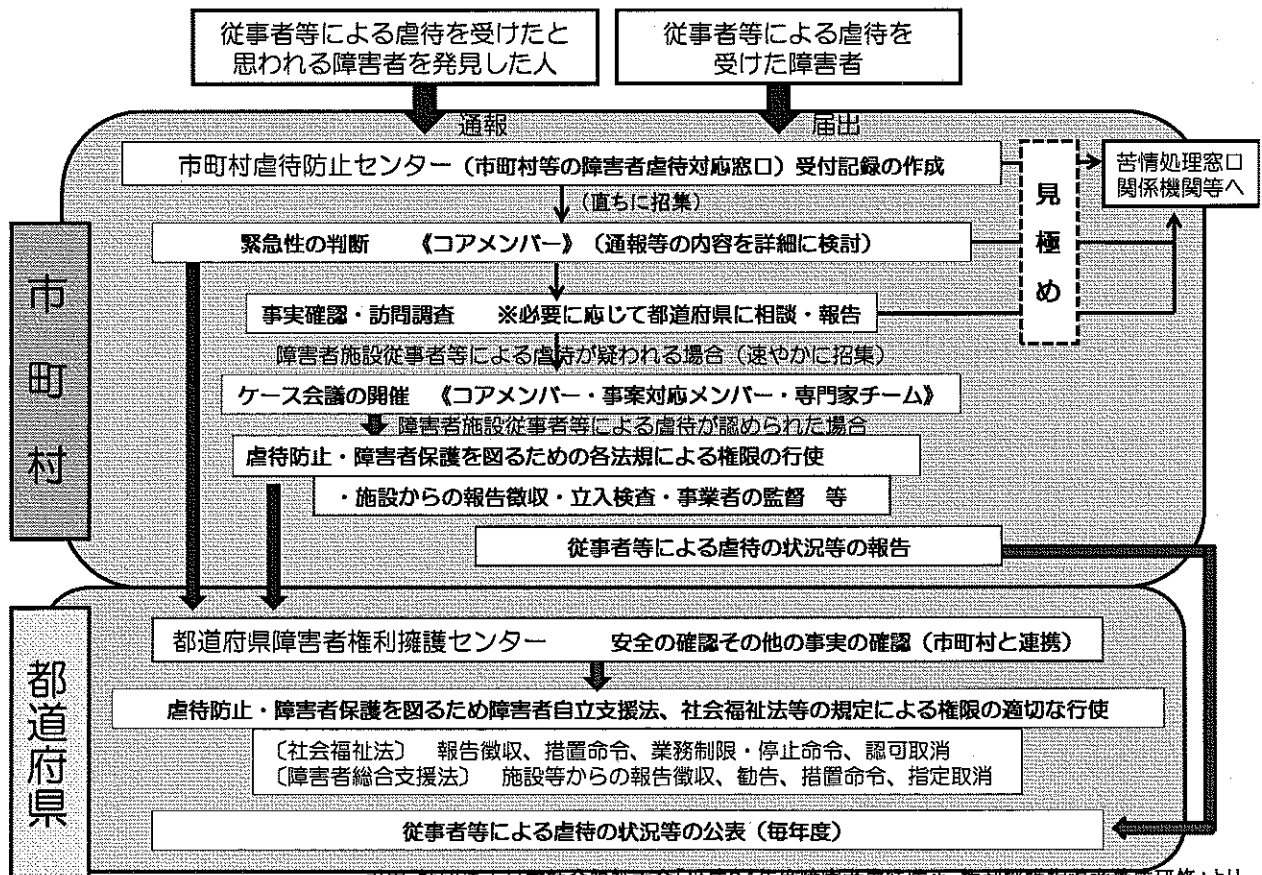 従事者等による虐待を受けたと
思われる障害者を発見した人
従事者等による虐待を
受けた障害者
通報
届出
市町村虐待防止センター（市町村等の障害者虐待対応窓口）受付記録の作成
苦情処理窓口
関係機関等へ
見極め
（直ちに招集）
緊急性の判断　《コアメンバー》（通報等の内容を詳細に検討）
市町村
事実確認・訪問調査　※必要に応じて都道府県に相談・報告
障害者施設従事者等による虐待が疑われる場合（速やかに招集）
ケース会議の開催　《コアメンバー・事案対応メンバー・専門家チーム》
障害者施設従事者等による虐待が認められた場合
虐待防止・障害者保護を図るための各法規による権限の行使
・施設からの報告徴収・立入検査・事業者の監督　等
従事者等による虐待の状況等の報告
都道府県
都道府県障害者権利擁護センター　安全の確認その他の事実の確認（市町村と連携）
虐待防止・障害者保護を図るため障害者自立支援法、社会福祉法等の規定による権限の適切な行使
〔社会福祉法〕　報告徴収、措置命令、業務制限・停止命令、認可取消
〔障害者総合支援法〕　施設等からの報告徴収、勧告、措置命令、指定取消
従事者等による虐待の状況等の公表（毎年度）